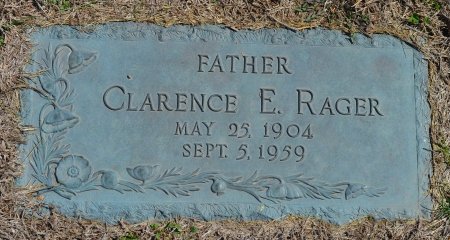 FATHER
CLARENCE E. RAGER
MAY 25, 1904
SEPT. 5, 1959